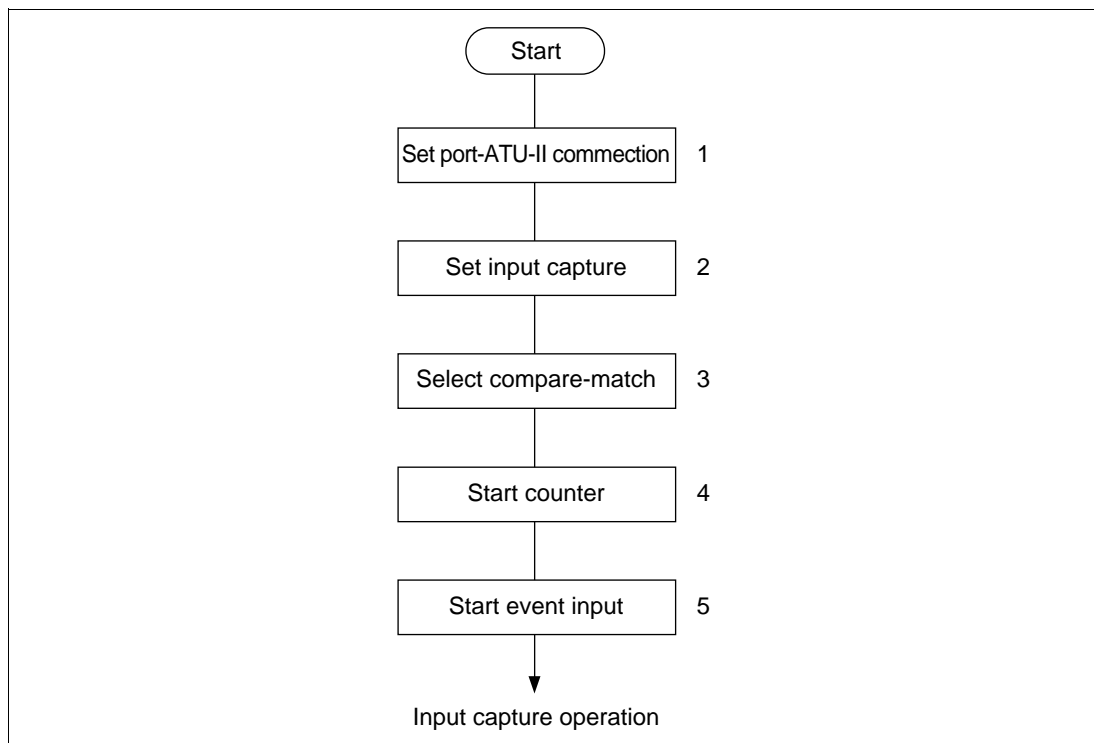 Start
Set port-ATU-II commection 1
Set input capture 2
Select compare-match 3
Start counter 4
Start event input 5
Input capture operation